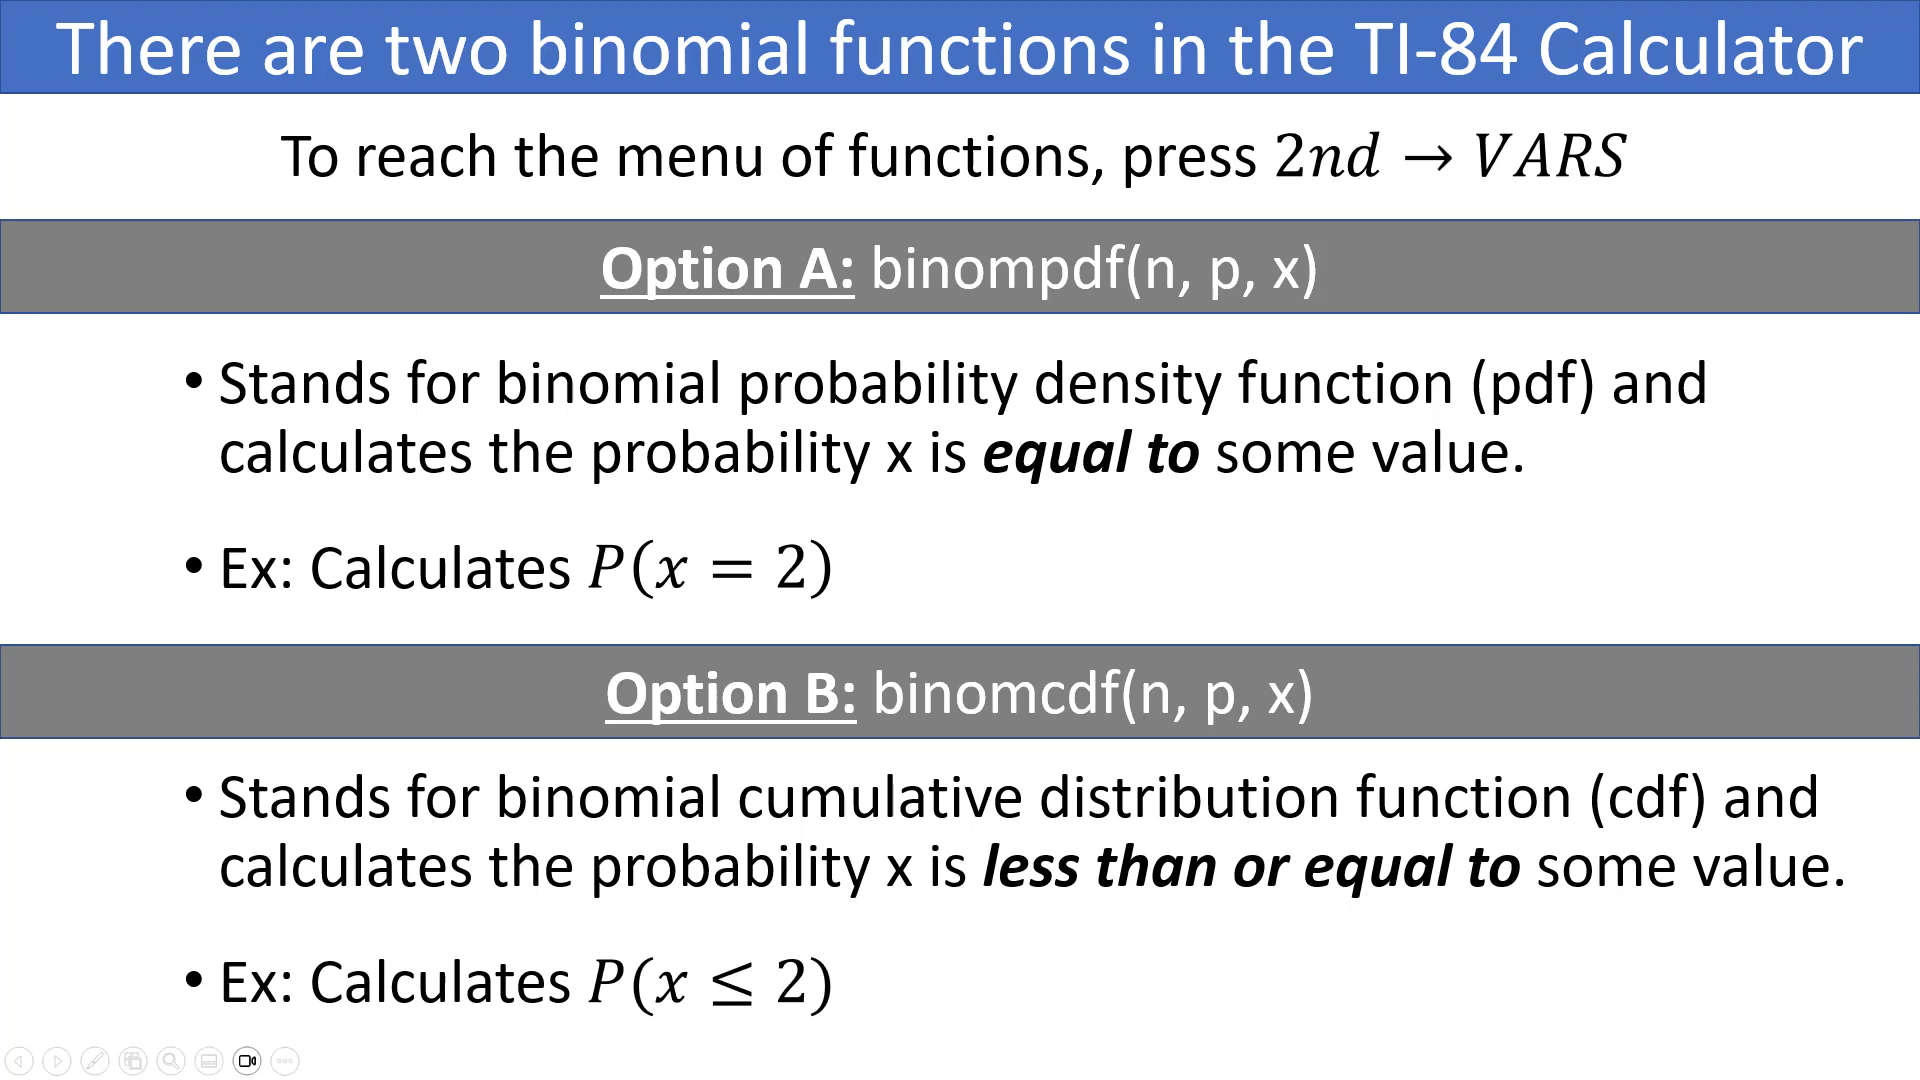 There are two binomial functions in the TI-84 Calculator
To reach the menu of functions, press 2nd → VARS
Option A: binompdf(n, p, x)
• Stands for binomial probability density function (pdf) and
calculates the probability x is equal to some value.
• Ex: Calculates P(x = 2)
Option B: binomcdf(n, p, x)
• Stands for binomial cumulative distribution function (cdf) and
calculates the probability x is less than or equal to some value.
• Ex: Calculates P(x ≤ 2)